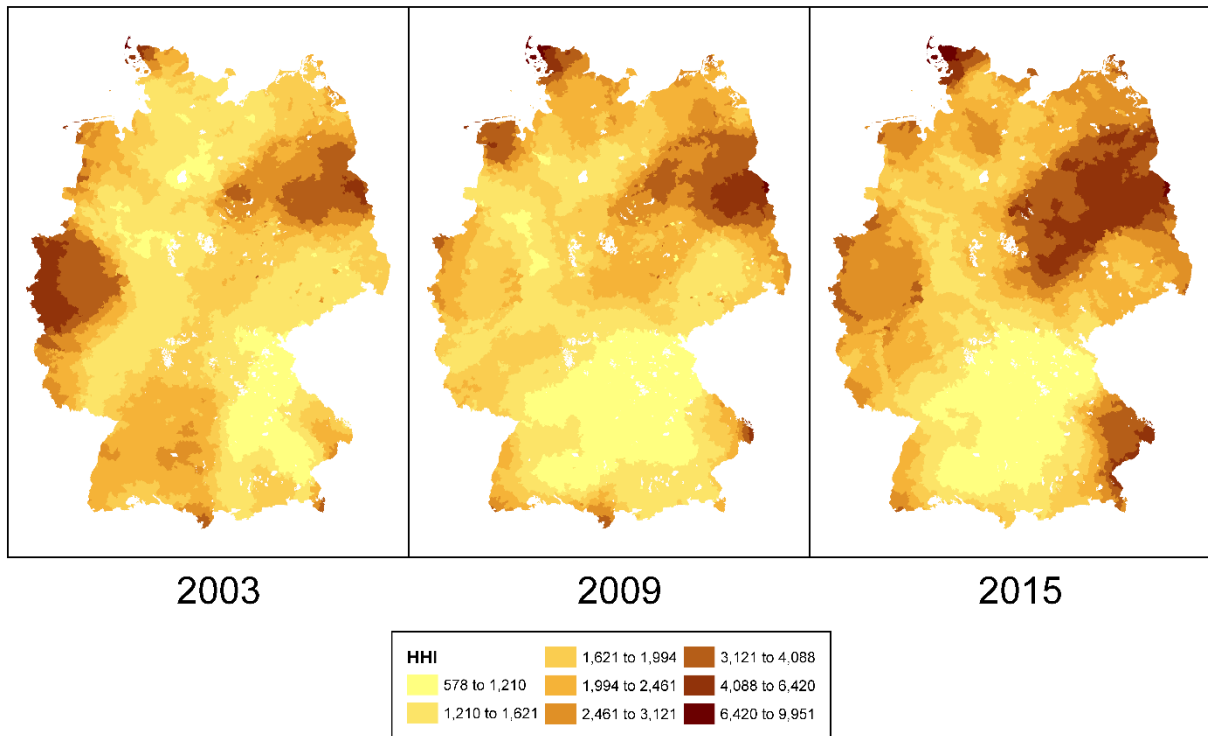 2003 2009 2015
HHI
578 to 1,210
1,210 to 1,621
1,621 to 1,994
1,994 to 2,461
2,461 to 3,121
3,121 to 4,088
4,088 to 6,420
6,420 to 9,951